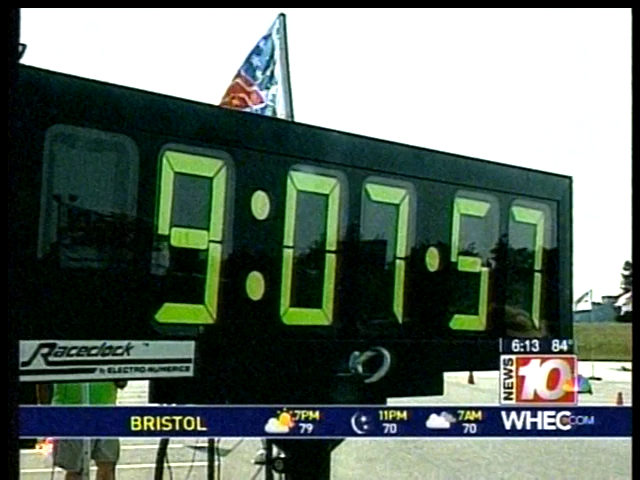 9:07.57
Raceclock
by ELECTRO-NUMERICS
6:13 84°
NEWS 10
BRISTOL 7PM 79 11PM 70 7AM 70 WHEC.COM